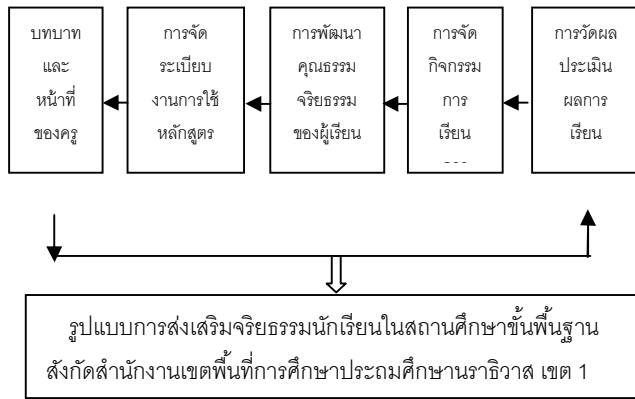 บทบาท
และ
หน้าที่
ของครู
การจัด
ระเบียบ
งานการใช้
หลักสูตร
การพัฒนา
คุณธรรม
จริยธรรม
ของผู้เรียน
การจัด
กิจกรรม
การ
เรียน
การวัดผล
ประเมิน
ผลการ
เรียน
รูปแบบการส่งเสริมจริยธรรมนักเรียนในสถานศึกษาขั้นพื้นฐาน
สังกัดสำนักงานเขตพื้นที่การศึกษาประถมศึกษานราธิวาส เขต 1